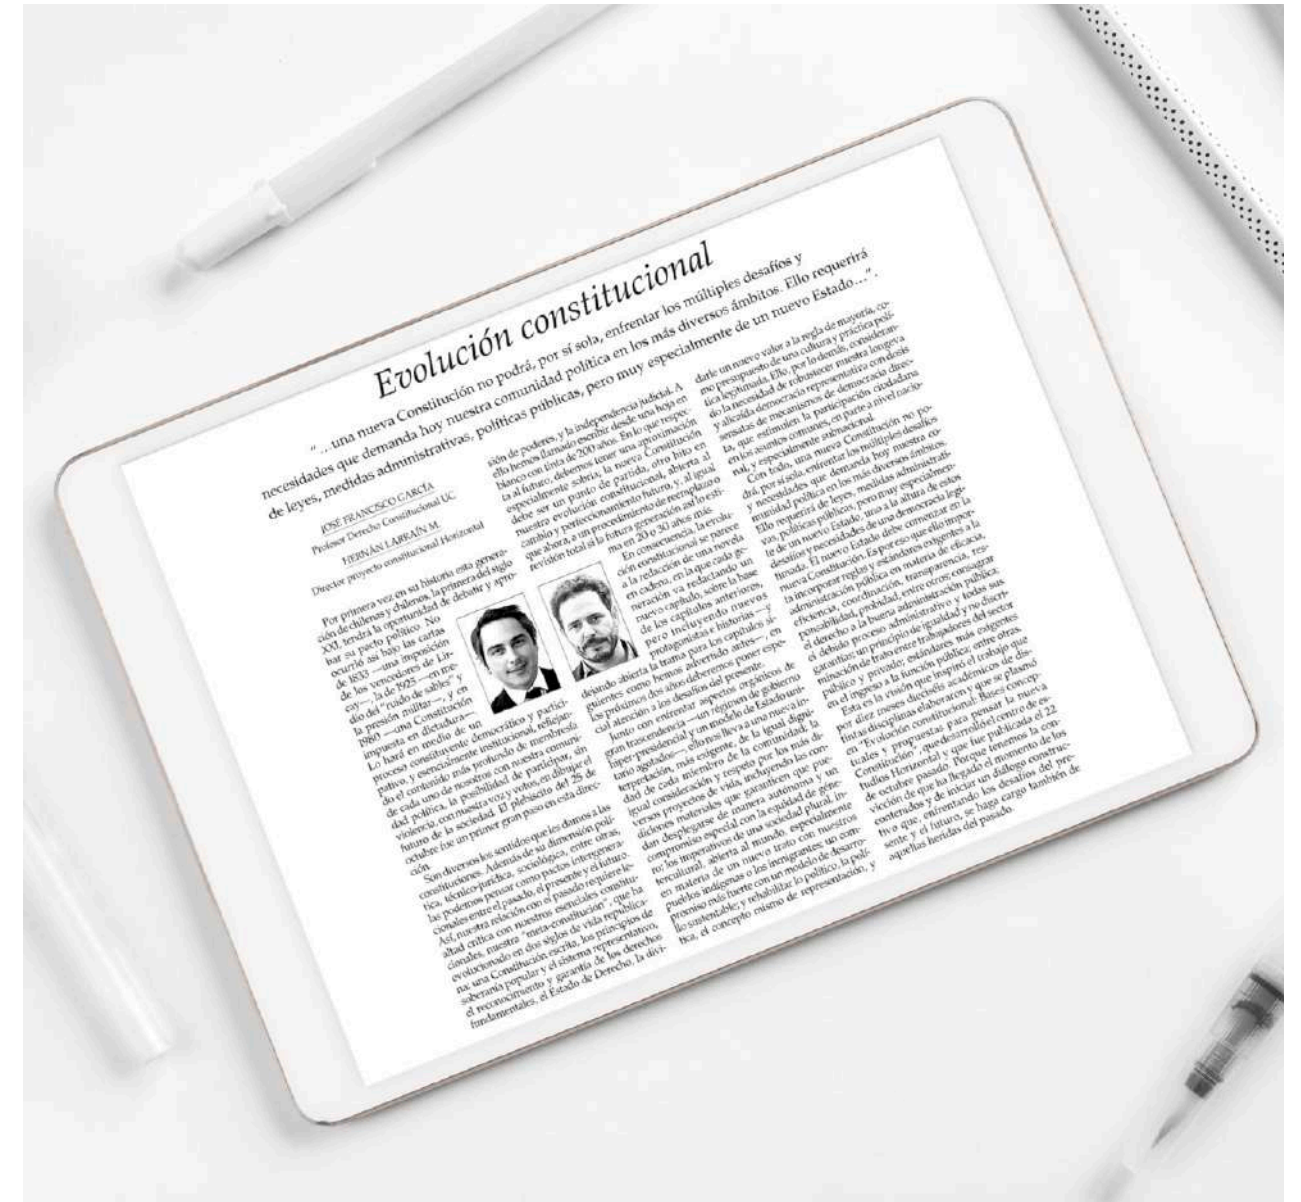 Evolución constitucional
"…una nueva Constitución no podrá, por sí sola, enfrentar los múltiples desafíos y
necesidades que demanda hoy nuestra comunidad política en los más diversos ámbitos. Ello requerirá
de leyes, medidas administrativas, políticas públicas, pero muy especialmente de un nuevo Estado…".
JOSÉ FRANCISCO GARCÍA
Profesor Derecho Constitucional UC
HERNÁN LARRAÍN M.
Director proyecto constitucional Horizontal
Por primera vez en su historia esta genera-
ción de chilenas y chilenos, la primera del siglo
XXI, tendrá la oportunidad de debatir y apro-
bar su pacto político. No
ocurrió así bajo las cartas
de 1833 —una imposición
de los vencedores de Lir-
cay—, la de 1925 —en me-
dio del "ruido de sables" y
la presión militar—, y en
1980 —una Constitución
impuesta en dictadura—.
Lo hará en medio de un
proceso constituyente democrático y partici-
pativo, y esencialmente institucional, reflejan-
do el contenido más profundo de membresía
de cada uno de nosotros con nuestra comuni-
dad política, la posibilidad de participar, sin
violencia, con nuestra voz y votos, en dibujar el
futuro de la sociedad. El plebiscito del 25 de
octubre fue un primer gran paso en esta direc-
ción.
Son diversos los sentidos que les damos a las
constituciones. Además de su dimensión polí-
tica, técnico-jurídica, sociológica, entre otras,
las podemos pensar como pactos intergenera-
cionales entre el pasado, el presente y el futuro.
Así, nuestra relación con el pasado requiere le-
altad crítica con nuestros esenciales constitu-
cionales, nuestra "meta-constitución", que ha
evolucionado en dos siglos de vida republica-
na: una Constitución escrita, los principios de
soberanía popular y el sistema representativo,
el reconocimiento y garantía de los derechos
fundamentales, el Estado de Derecho, la divi-
sión de poderes, y la independencia judicial. A
ello hemos llamado escribir desde una hoja en
blanco con tinta de 200 años. En lo que respec-
ta al futuro, debemos tener una aproximación
especialmente sobria; la nueva Constitución
debe ser un punto de partida, otro hito en
nuestra evolución constitucional, abierta al
cambio y perfeccionamiento futuro, y, al igual
que ahora, a un procedimiento de reemplazo o
revisión total si la futura generación así lo esti-
ma en 20 o 30 años más.
En consecuencia, la evolu-
ción constitucional se parece
a la redacción de una novela
en cadena, en la que cada ge-
neración va redactando un
nuevo capítulo, sobre la base
de los capítulos anteriores,
pero incluyendo nuevos
protagonistas e historias —y
dejando abierta la trama para los capítulos si-
guientes como hemos advertido antes—, en
los próximos dos años deberemos poner espe-
cial atención a los desafíos del presente.
Junto con enfrentar aspectos orgánicos de
gran trascendencia —un régimen de gobierno
hiper-presidencial y un modelo de Estado uni-
tario agotados—, ello nos lleva a una nueva in-
terpretación, más exigente, de la igual digni-
dad de cada miembro de la comunidad, la
igual consideración y respeto por los más di-
versos proyectos de vida, incluyendo las con-
diciones materiales que garanticen que pue-
dan desplegarse de manera autónoma y un
compromiso especial con la equidad de géne-
ro; los imperativos de una sociedad plural, in-
tercultural, abierta al mundo, especialmente
en materia de un nuevo trato con nuestros
pueblos indígenas o los inmigrantes; un com-
promiso más fuerte con un modelo de desarro-
llo sustentable; y rehabilitar lo político, la polí-
tica, el concepto mismo de representación, y
darle un nuevo valor a la regla de mayoría, co-
mo presupuesto de una cultura y práctica polí-
tica legitimada. Ello, por lo demás, consideran-
do la necesidad de robustecer nuestra longeva
y alicaída democracia representativa con dosis
sensatas de mecanismos de democracia direc-
ta, que estimulen la participación ciudadana
en los asuntos comunes, en parte a nivel nacio-
nal, y especialmente subnacional.
Con todo, una nueva Constitución no po-
drá, por sí sola, enfrentar los múltiples desafíos
y necesidades que demanda hoy nuestra co-
munidad política en los más diversos ámbitos.
Ello requerirá de leyes, medidas administrati-
vas, políticas públicas, pero muy especialmen-
te de un nuevo Estado, uno a la altura de estos
desafíos y necesidades de una democracia legi-
timada. El nuevo Estado debe comenzar en la
nueva Constitución. Es por eso que ello impor-
ta incorporar reglas y estándares exigentes a la
administración pública en materia de eficacia,
eficiencia, coordinación, transparencia, res-
ponsabilidad, probidad, entre otros; consagrar
el derecho a la buena administración pública,
el debido proceso administrativo y todas sus
garantías; un principio de igualdad y no discri-
minación de trato entre trabajadores del sector
público y privado; estándares más exigentes
en el ingreso a la función pública; entre otras.
Esta es la visión que inspiró el trabajo que
por diez meses dieciséis académicos de dis-
tintas disciplinas elaboraron y que se plasmó
en "Evolución constitucional: Bases concep-
tuales y propuestas para pensar la nueva
Constitución", que desarrolló el centro de es-
tudios Horizontal y que fue publicada el 22
de octubre pasado. Porque tenemos la con-
vicción de que ha llegado el momento de los
contenidos y de iniciar un diálogo construc-
tivo que, enfrentando los desafíos del pre-
sente y el futuro, se haga cargo también de
aquellas heridas del pasado.